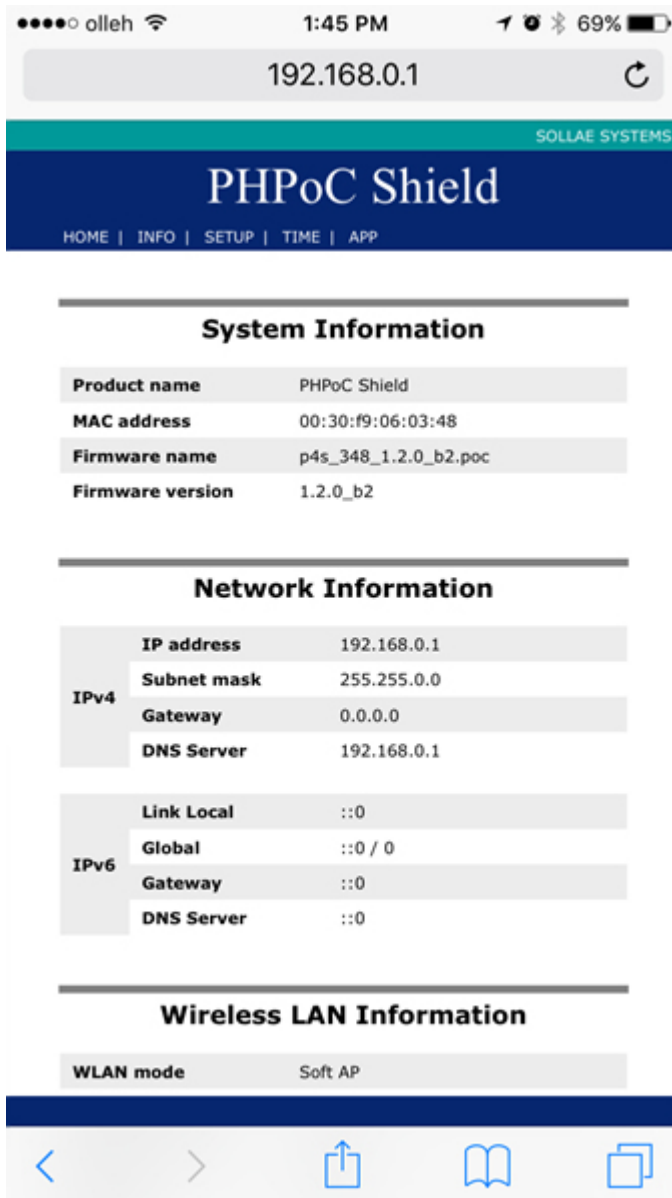 olleh 1:45 PM 69%
192.168.0.1
SOLLAE SYSTEMS
PHPoC Shield
HOME | INFO | SETUP | TIME | APP
System Information
Product name PHPoC Shield
MAC address 00:30:f9:06:03:48
Firmware name p4s_348_1.2.0_b2.poc
Firmware version 1.2.0_b2
Network Information
IPv4
IP address 192.168.0.1
Subnet mask 255.255.0.0
Gateway 0.0.0.0
DNS Server 192.168.0.1
IPv6
Link Local ::0
Global ::0 / 0
Gateway ::0
DNS Server ::0
Wireless LAN Information
WLAN mode Soft AP